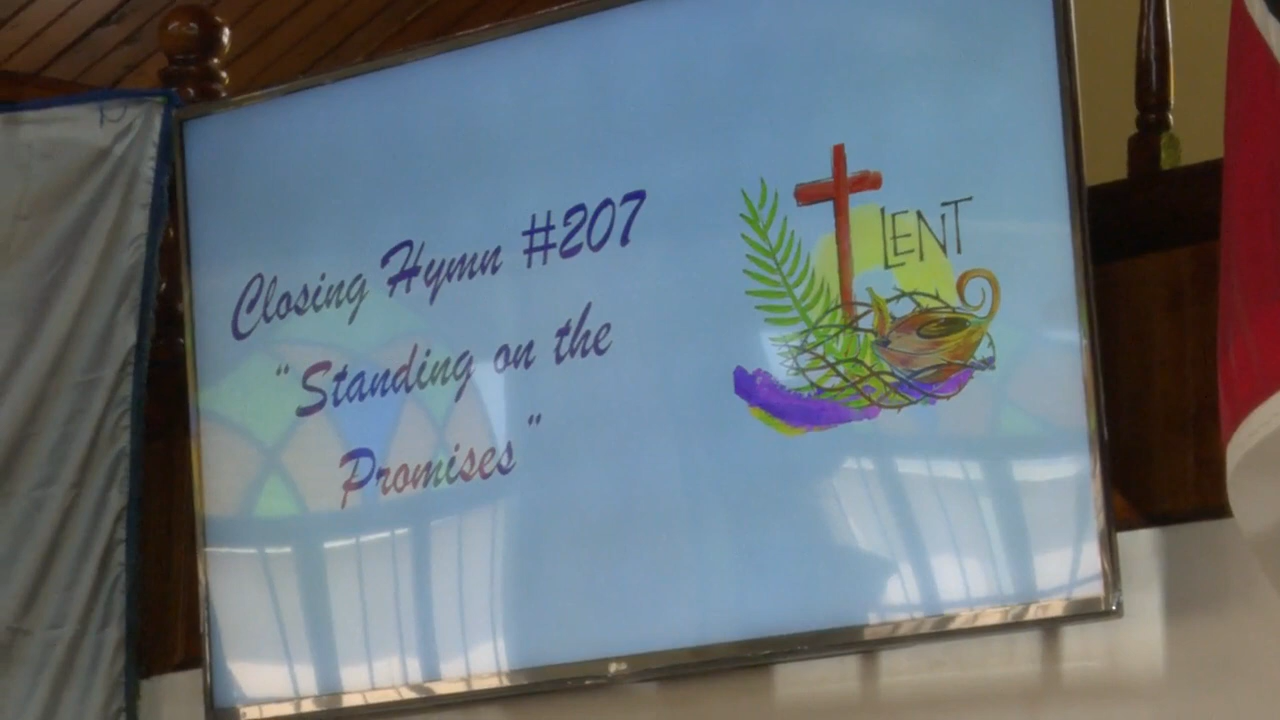 Closing Hymn #207
"Standing on the
Promises"
LENT